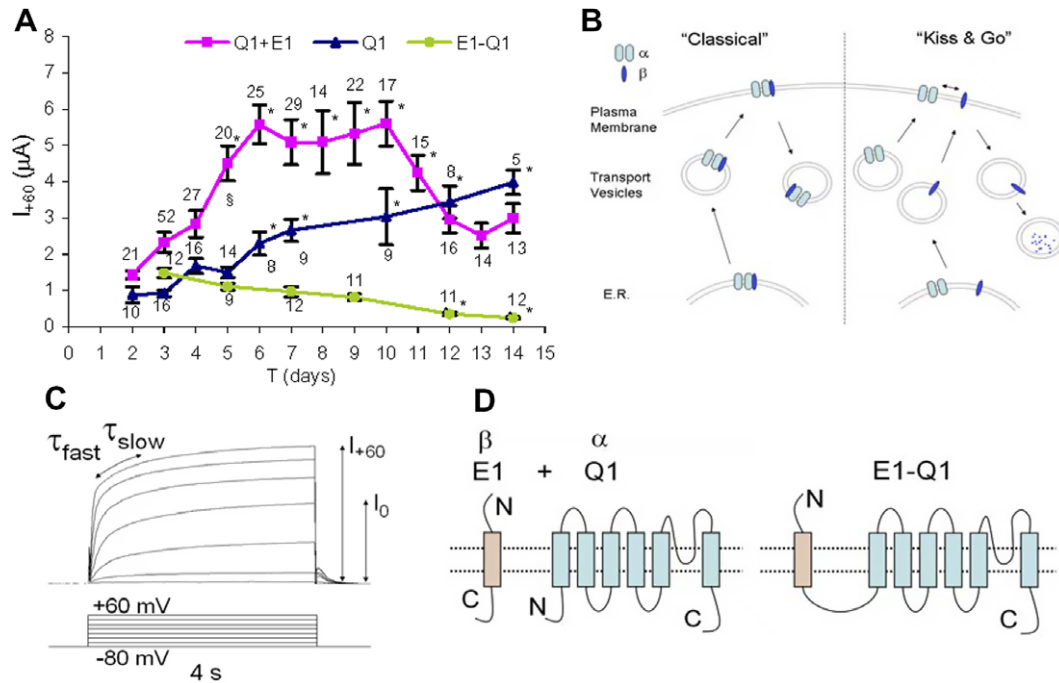 A
Q1+E1 Q1 E1-Q1
I+60 (µA)
8
7
6
5
4
3
2
1
0
21
52
27
20 *
§
25 *
29 *
14 *
22 *
17 *
15
8 *
5 *
10
16
16
14
* 8
* 9
* 9
16
14
13
12
9
12
11
11 *
12 *
0 1 2 3 4 5 6 7 8 9 10 11 12 13 14 15
T (days)
B
"Classical" "Kiss & Go"
α
β
Plasma
Membrane
Transport
Vesicles
E.R.
C
τfast τslow
I+60
I0
+60 mV
-80 mV
4 s
D
β α
E1 + Q1 E1-Q1
N N
C N C C